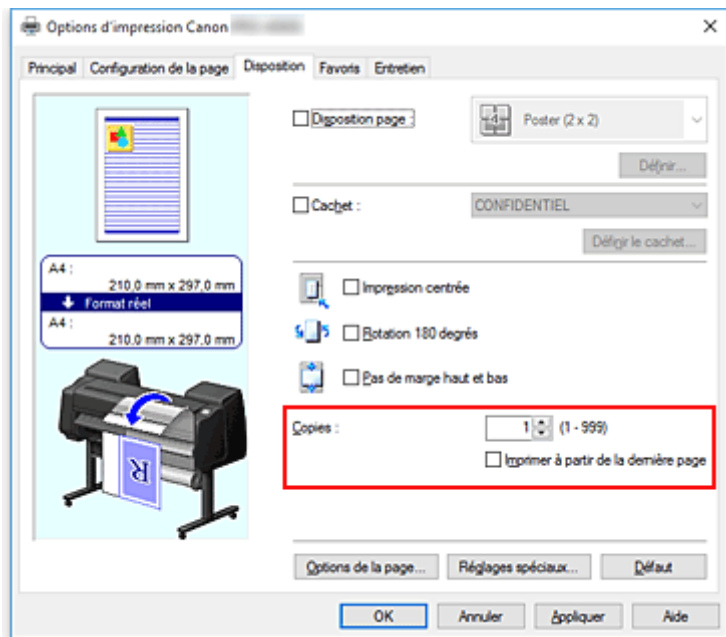 Options d'impression Canon
Principal Configuration de la page Disposition Favoris Entretien
Disposition page : Poster (2 x 2)
Définir...
Cachet : CONFIDENTIEL
Définir le cachet...
A4 :
210,0 mm x 297,0 mm
Format réel
A4 :
210,0 mm x 297,0 mm
Impression centrée
Rotation 180 degrés
Pas de marge haut et bas
Copies : 1 (1 - 999)
Imprimer à partir de la dernière page
R
Options de la page... Réglages spéciaux... Défaut
OK Annuler Appliquer Aide